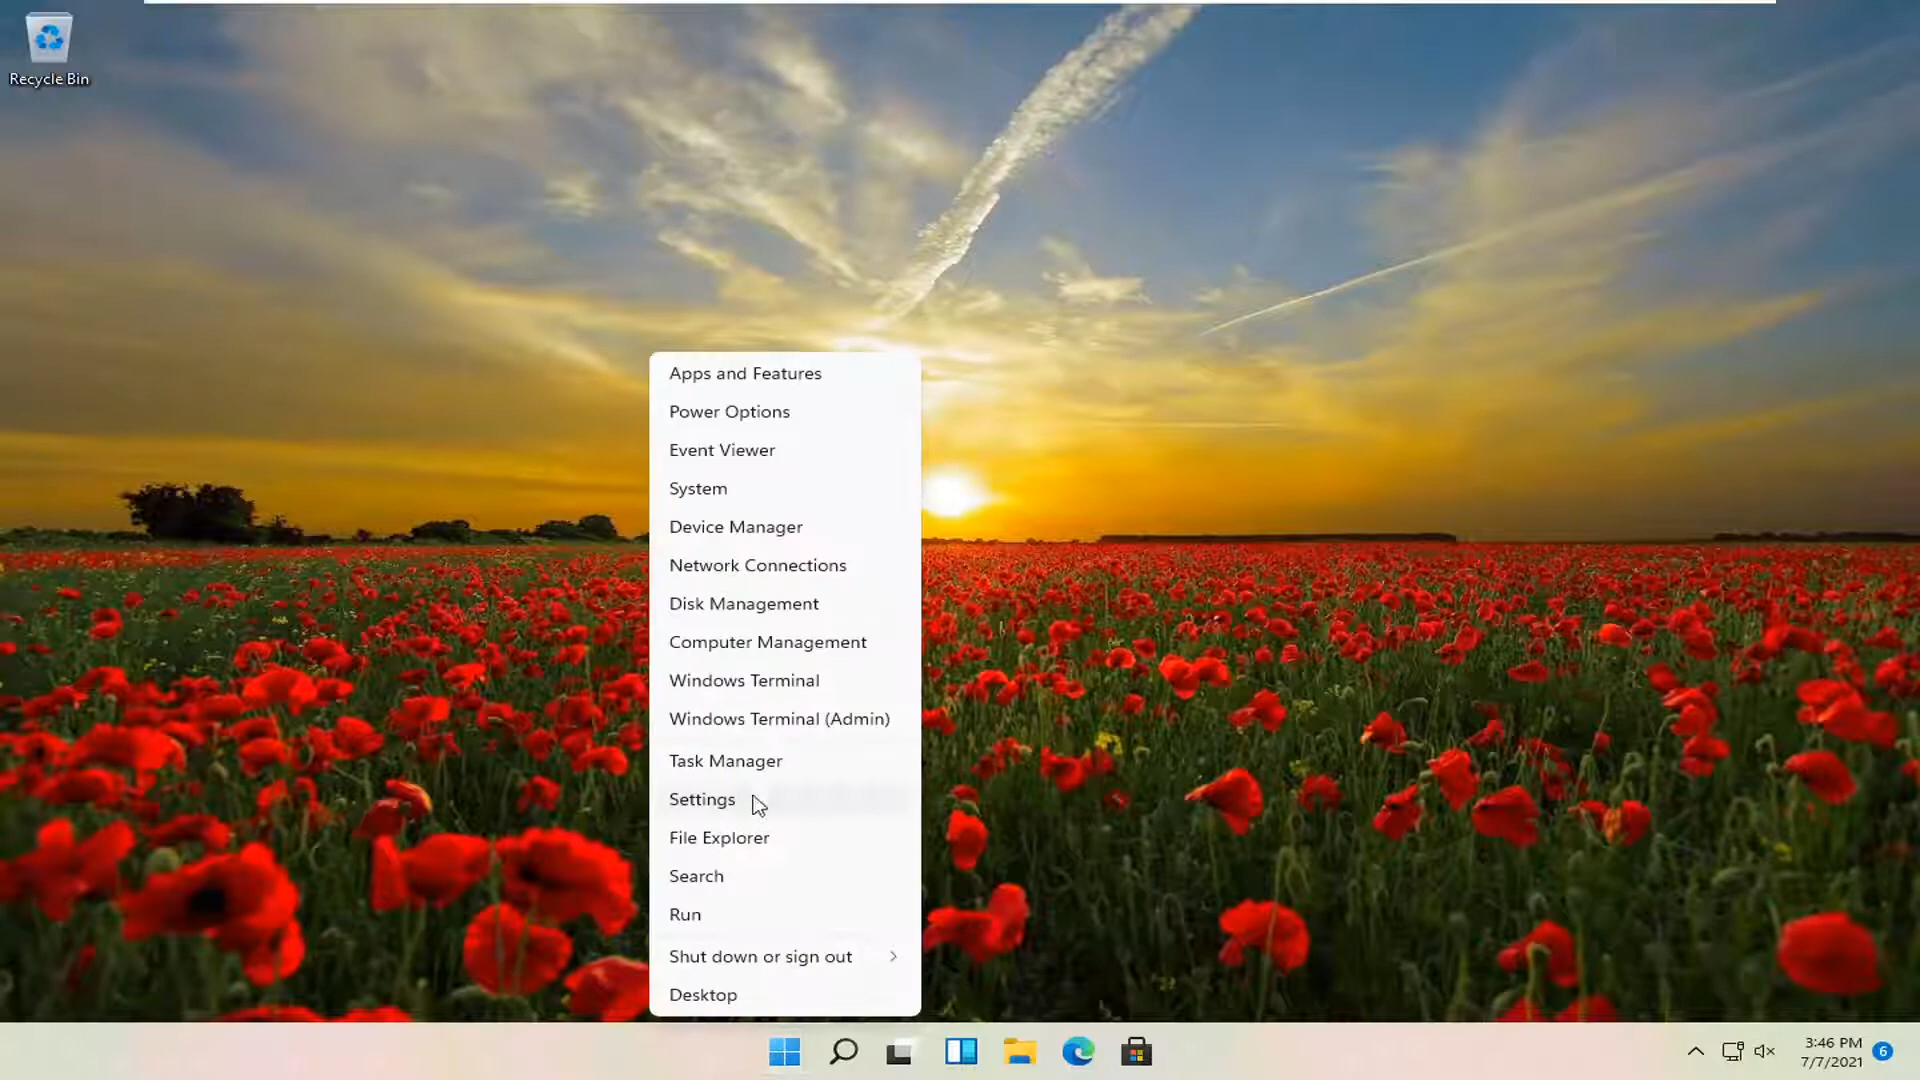 Recycle Bin
Apps and Features
Power Options
Event Viewer
System
Device Manager
Network Connections
Disk Management
Computer Management
Windows Terminal
Windows Terminal (Admin)
Task Manager
Settings
File Explorer
Search
Run
Shut down or sign out
Desktop
3:46 PM
7/7/2021
6